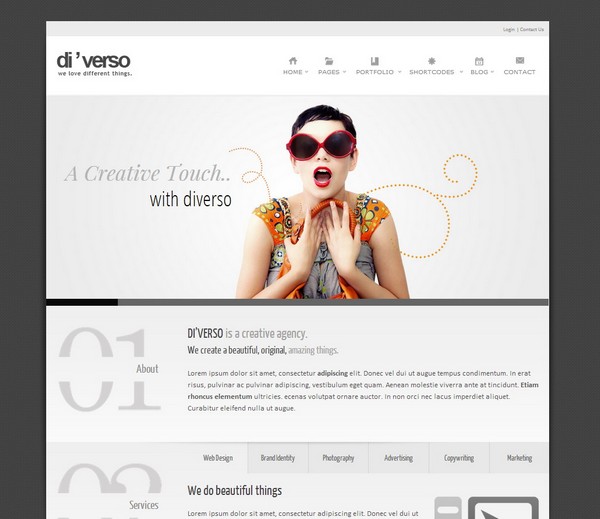 Login | Contact Us
di'verso
we love different things.
HOME PAGES PORTFOLIO SHORTCODES BLOG CONTACT
A Creative Touch..
with diverso
01
About
DI'VERSO is a creative agency.
We create a beautiful, original, amazing things.
Lorem ipsum dolor sit amet, consectetur adipiscing elit. Donec vel dui ut augue tempus condimentum. In erat
risus, pulvinar ac pulvinar adipiscing, vestibulum eget quam. Aenean molestie viverra ante at tincidunt. Etiam
rhoncus elementum ultricies. ecenas volutpat ornare auctor. In non orci nec lacus imperdiet aliquet.
Curabitur eleifend nulla ut augue.
Web Design Brand Identity Photography Advertising Copywriting Marketing
02
Services
We do beautiful things
Lorem ipsum dolor sit amet, consectetur adipiscing elit. Donec vel dui ut